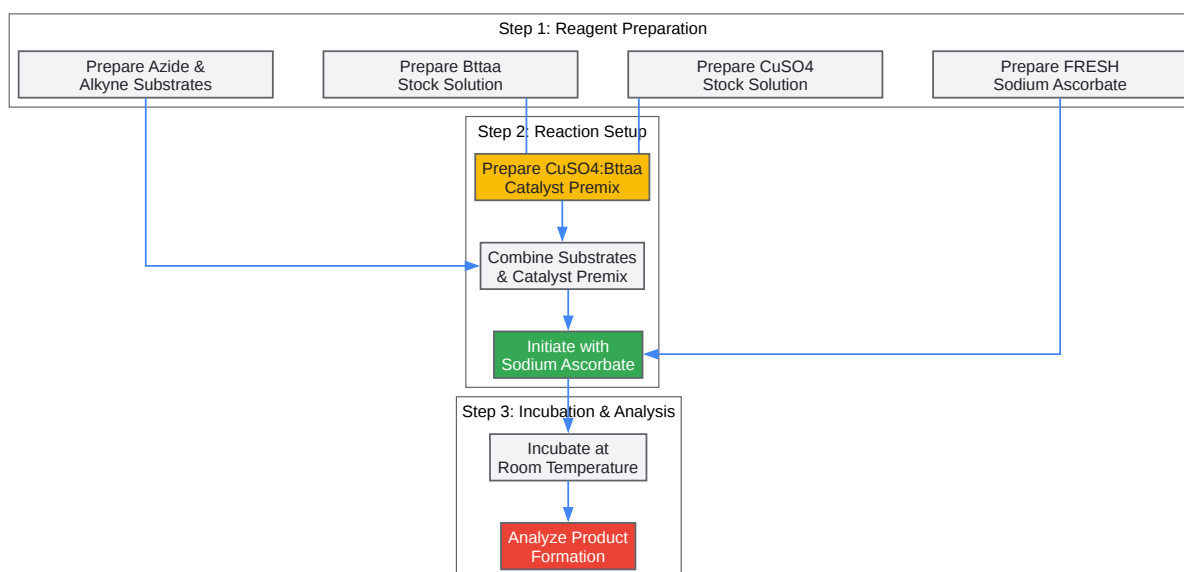 Step 1: Reagent Preparation
Prepare Azide &
Alkyne Substrates
Prepare Bttaa
Stock Solution
Prepare CuSO4
Stock Solution
Prepare FRESH
Sodium Ascorbate
Step 2: Reaction Setup
Prepare CuSO4:Bttaa
Catalyst Premix
Combine Substrates
& Catalyst Premix
Initiate with
Sodium Ascorbate
Step 3: Incubation & Analysis
Incubate at
Room Temperature
Analyze Product
Formation